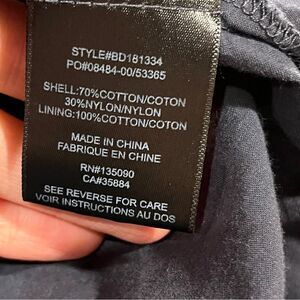 STYLE#BD181334
PO#08484-00/53365
SHELL:70%COTTON/COTON
30%NYLON/NYLON
LINING:100%COTTON/COTON
MADE IN CHINA
FABRIQUE EN CHINE
RN#135090
CA#35884
SEE REVERSE FOR CARE
VOIR INSTRUCTIONS AU DOS